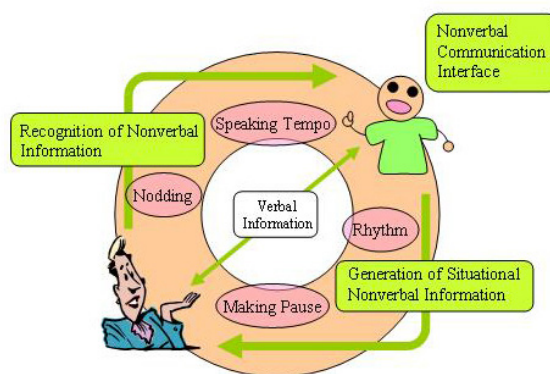 Nonverbal
Communication
Interface
Speaking Tempo
Recognition of Nonverbal
Information
Nodding
Verbal
Information
Rhythm
Generation of Situational
Nonverbal Information
Making Pause